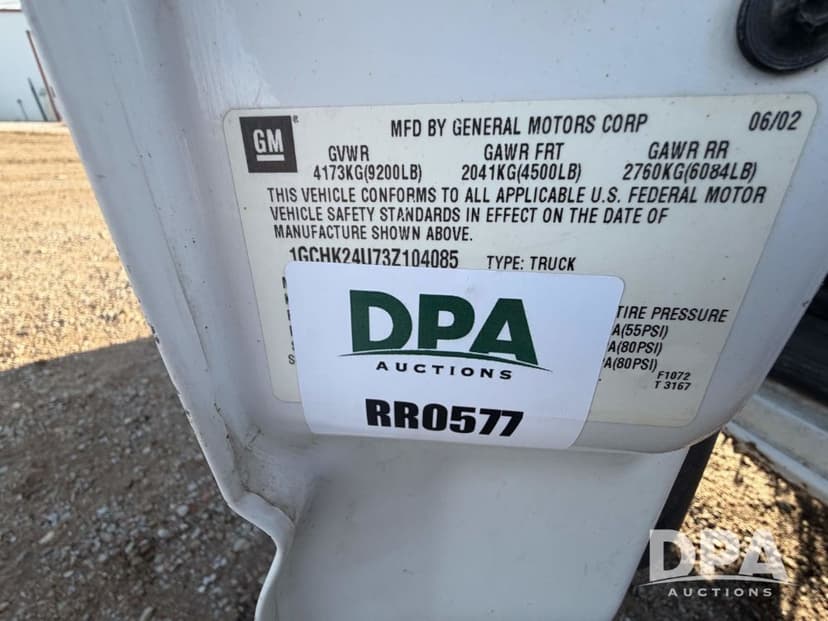 GM
MFD BY GENERAL MOTORS CORP 06/02
GVWR GAWR FRT GAWR RR
4173KG(9200LB) 2041KG(4500LB) 2760KG(6084LB)
THIS VEHICLE CONFORMS TO ALL APPLICABLE U.S. FEDERAL MOTOR
VEHICLE SAFETY STANDARDS IN EFFECT ON THE DATE OF
MANUFACTURE SHOWN ABOVE.
1GCHK24U73Z104085 TYPE: TRUCK
TIRE PRESSURE
A(55PSI)
A(80PSI)
PA(80PSI)
F1072
T 3167
DPA
AUCTIONS
RR0577
DPA
AUCTIONS